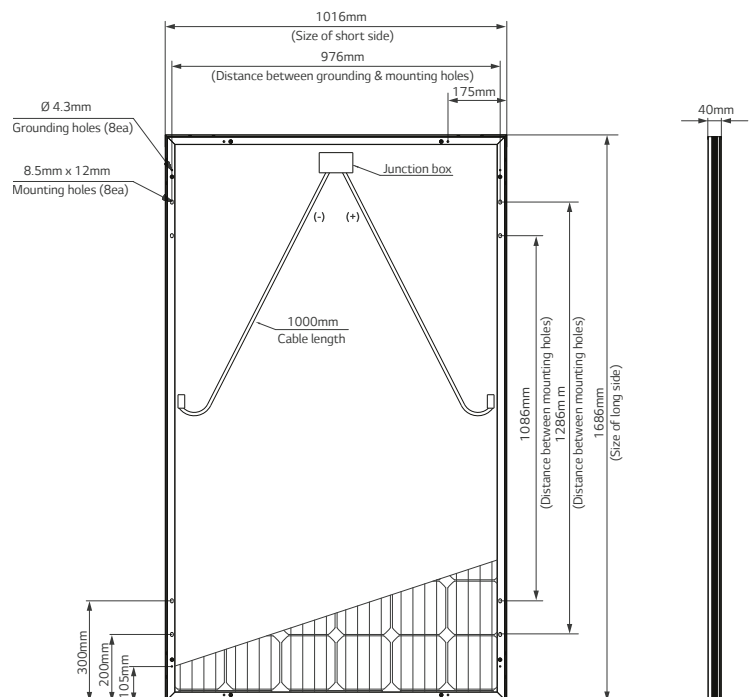 1016mm
(Size of short side)
976mm
(Distance between grounding & mounting holes)
175mm
40mm
Ø 4.3mm
Grounding holes (8ea)
8.5mm x 12mm
Mounting holes (8ea)
Junction box
(-)
(+)
1000mm
Cable length
1086mm
(Distance between mounting holes)
1286m m
(Distance between mounting holes)
1686mm
(Size of long side)
300mm
200mm
105mm